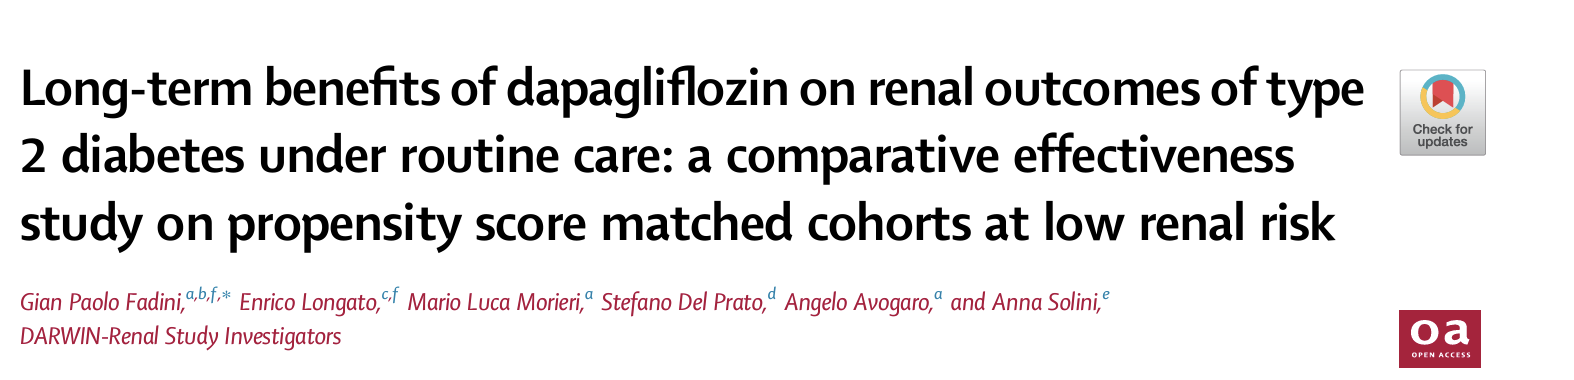 Long-term benefits of dapagliflozin on renal outcomes of type
2 diabetes under routine care: a comparative effectiveness
study on propensity score matched cohorts at low renal risk
Check for
updates
Gian Paolo Fadini,a,b,f,* Enrico Longato,c,f Mario Luca Morieri,a Stefano Del Prato,d Angelo Avogaro,a and Anna Solini,e
DARWIN-Renal Study Investigators
oa
OPEN ACCESS